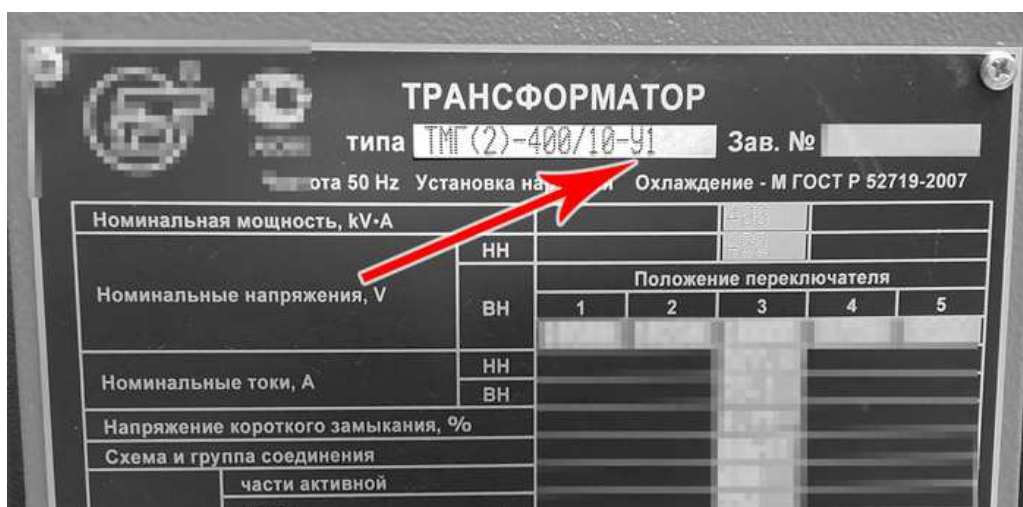 ТРАНСФОРМАТОР
типа ТМГ(2)-400/10-У1 Зав. №
50 Hz Установка Охлаждение - М ГОСТ Р 52719-2007
Номинальная мощность, kV·A 400
НН 400
Номинальные напряжения, V
Положение переключателя
ВН 1 2 3 4 5
Номинальные токи, А
НН
ВН
Напряжение короткого замыкания, %
Схема и группа соединения
части активной